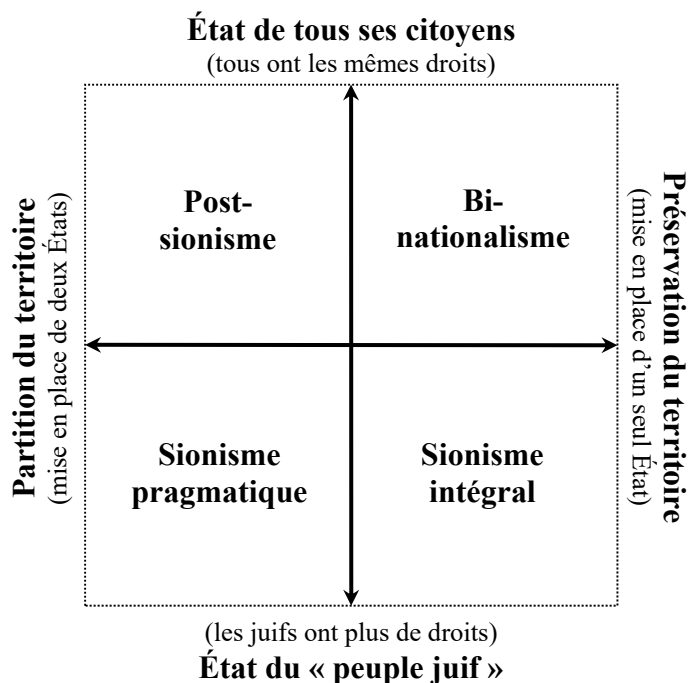 État de tous ses citoyens
(tous ont les mêmes droits)
Partition du territoire
(mise en place de deux États)
Post-
sionisme
Bi-
nationalisme
Préservation du territoire
(mise en place d’un seul État)
Sionisme
pragmatique
Sionisme
intégral
(les juifs ont plus de droits)
État du « peuple juif »